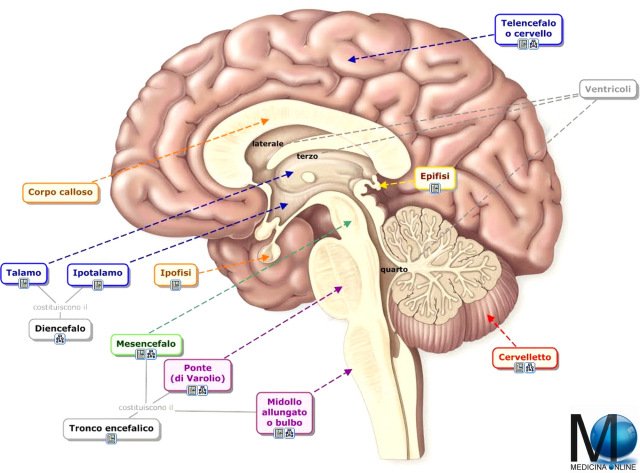 Telencefalo
o cervello
Ventricoli
laterale
terzo
Epifisi
Corpo calloso
Talamo
Ipotalamo
Ipofisi
quarto
costituiscono il
Diencefalo
Mesencefalo
Cervelletto
Ponte
(di Varolio)
costituiscono il
Midollo
allungato
o bulbo
Tronco encefalico
M
MEDICINA ONLINE